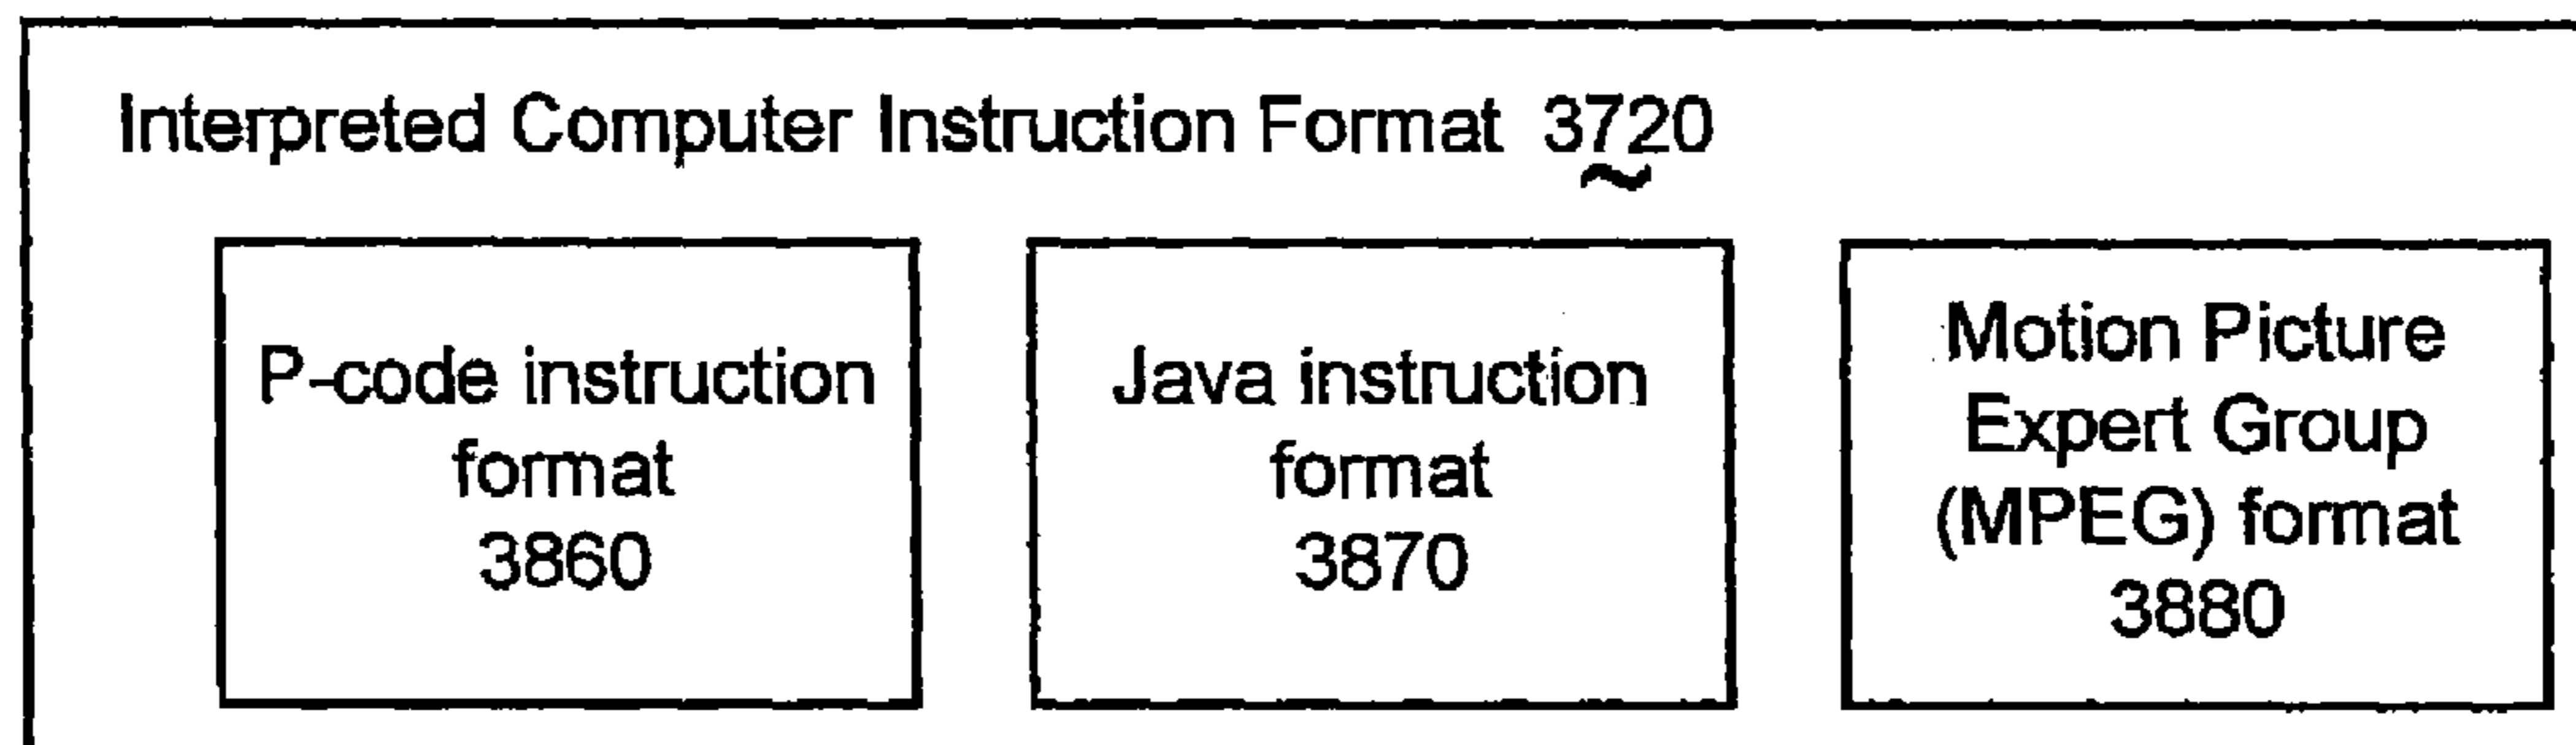 Interpreted Computer Instruction Format 3720
P-code instruction
format
3860
Java instruction
format
3870
Motion Picture
Expert Group
(MPEG) format
3880